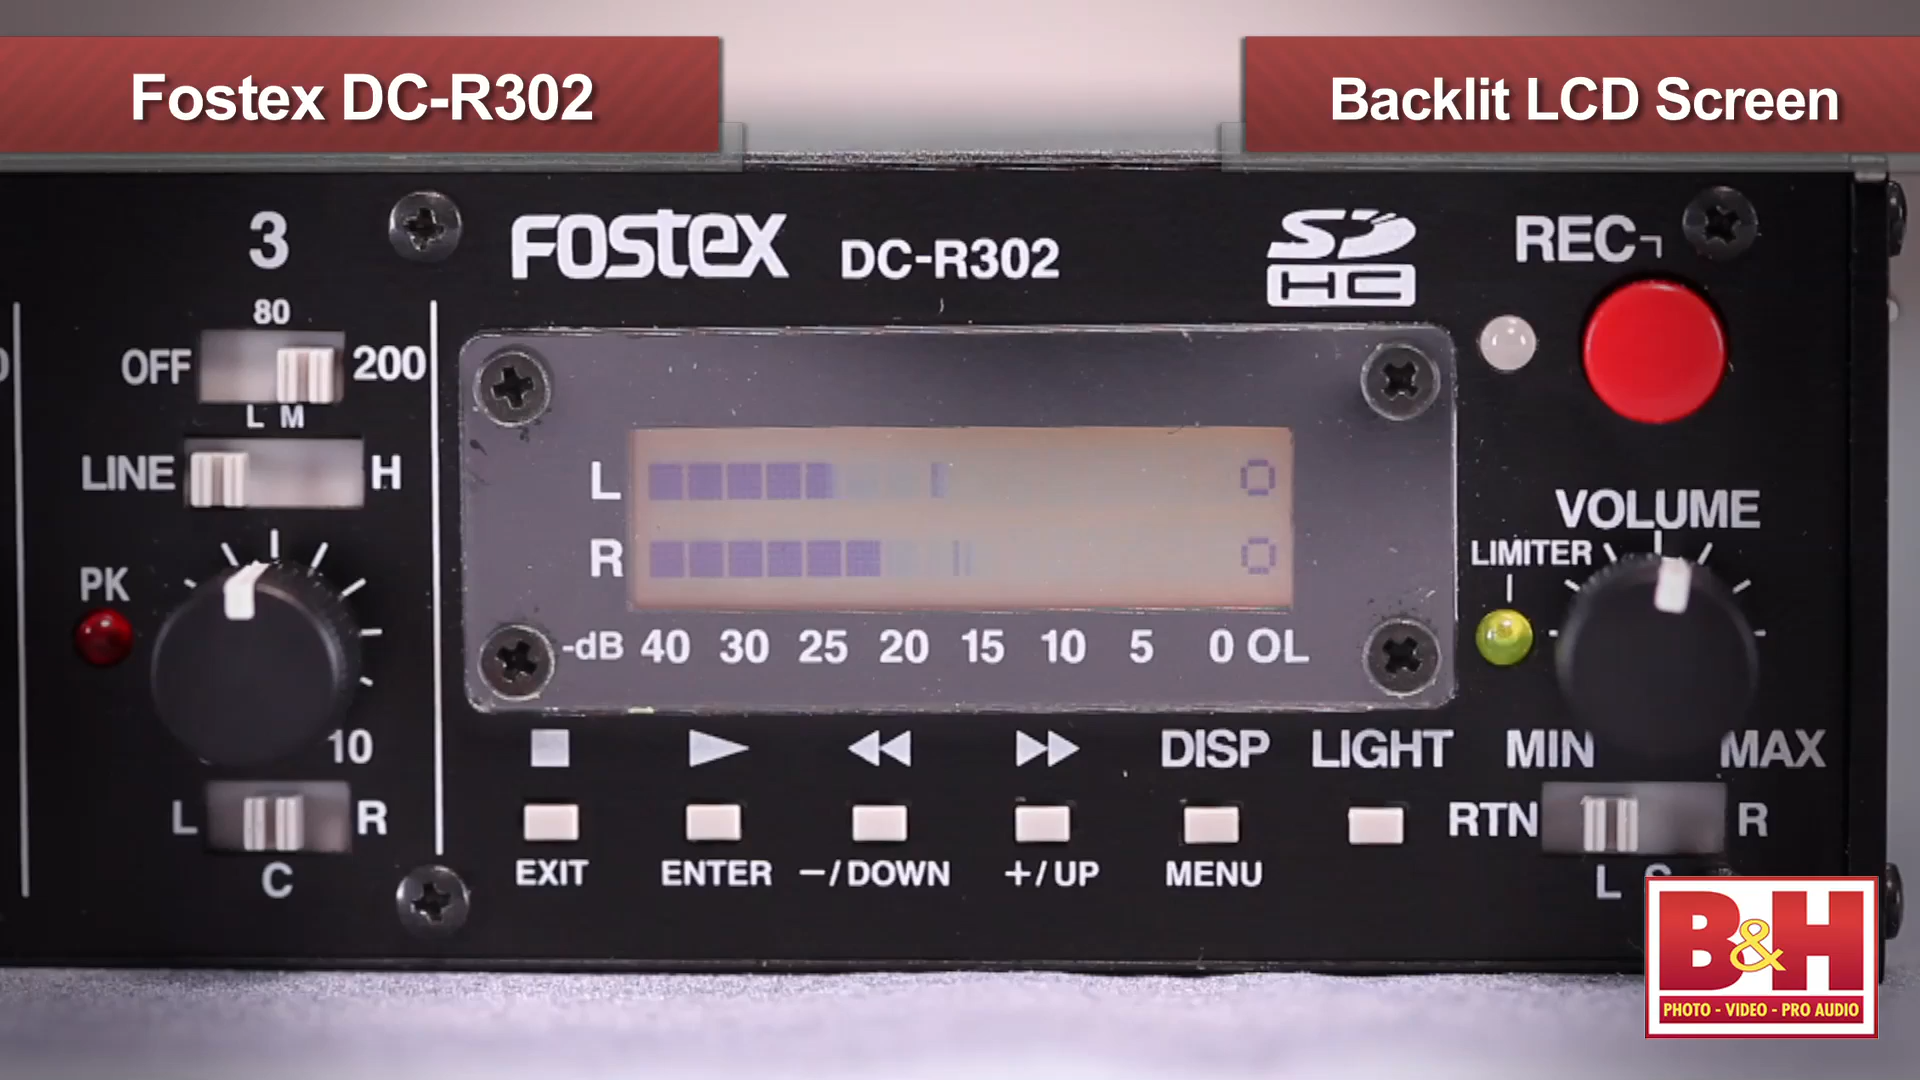 Fostex DC-R302
Backlit LCD Screen
3
80
OFF 200
L M
LINE H
PK
10
L R
C
FOSTEX DC-R302
SD HC
REC
L
R
-dB 40 30 25 20 15 10 5 0 OL
VOLUME
LIMITER
MIN MAX
DISP LIGHT
EXIT ENTER −/DOWN +/UP MENU
RTN R
L
B&H
PHOTO - VIDEO - PRO AUDIO